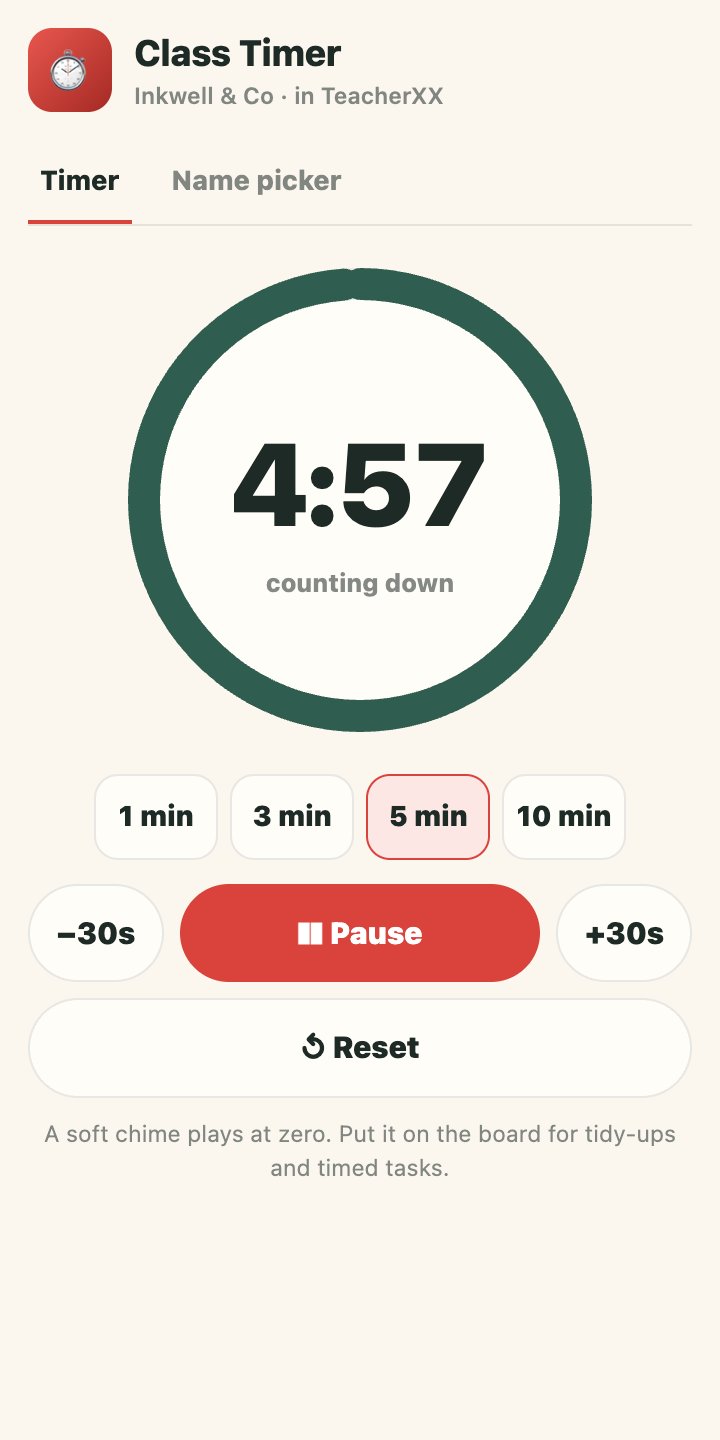 Class Timer
Inkwell & Co · in TeacherXX
Timer
Name picker
4:57
counting down
1 min
3 min
5 min
10 min
−30s
Pause
+30s
Reset
A soft chime plays at zero. Put it on the board for tidy-ups
and timed tasks.